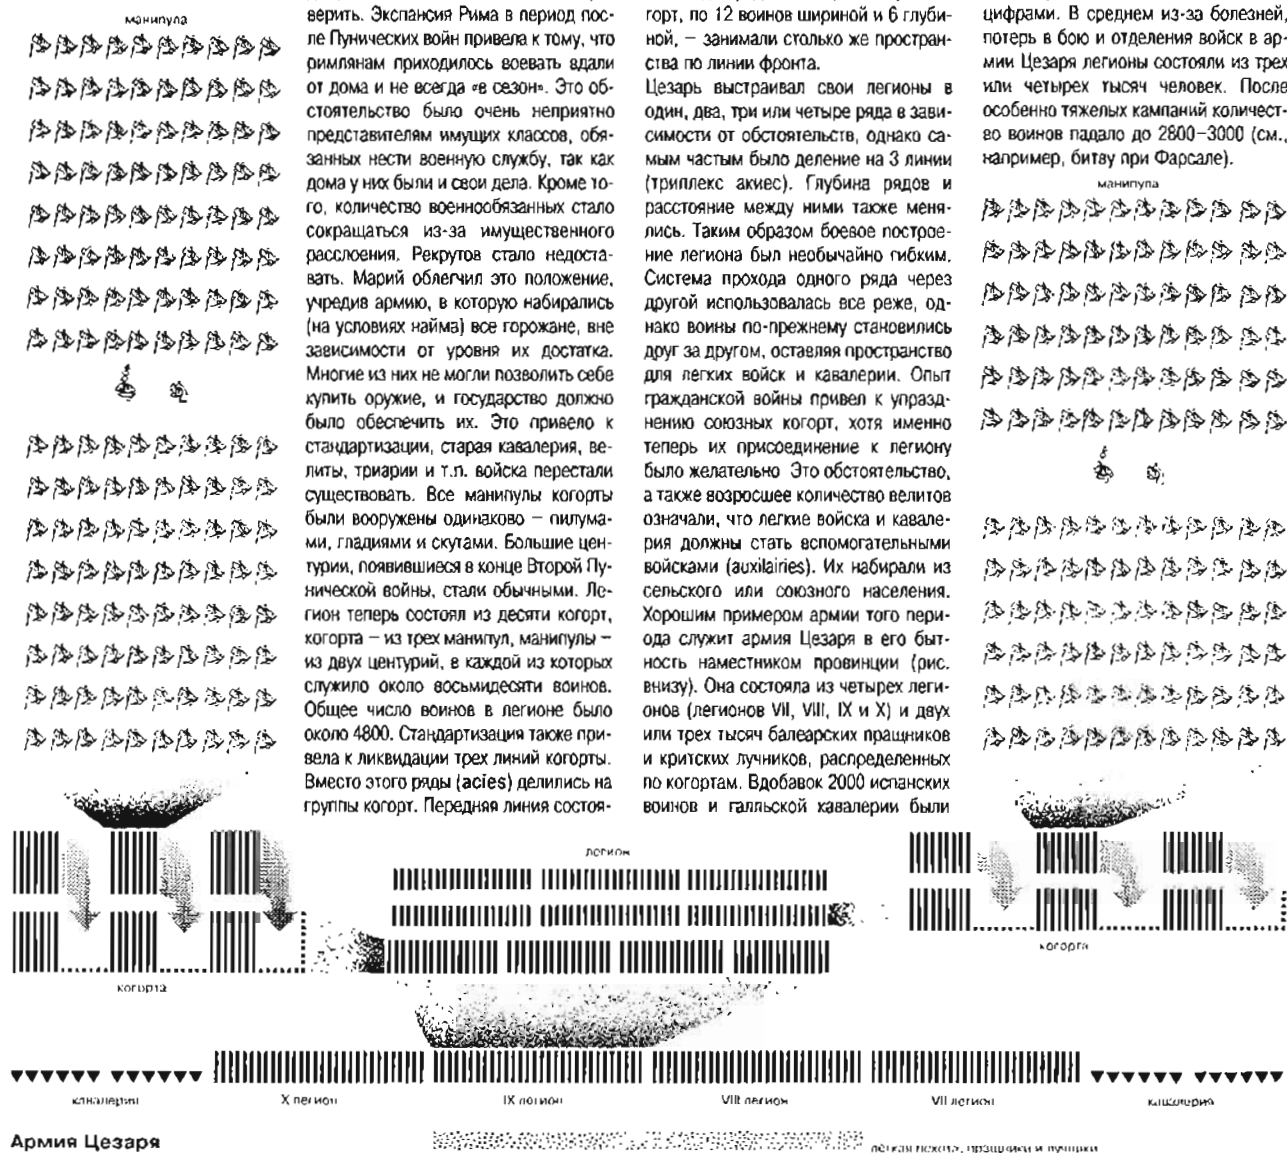 манипула
верить. Экспансия Рима в период пос-
ле Пунических войн привела к тому, что
римлянам приходилось воевать вдали
от дома и не всегда «в сезон». Это об-
стоятельство было очень неприятно
представителям имущих классов, обя-
занных нести военную службу, так как
дома у них были и свои дела. Кроме то-
го, количество военнообязанных стало
сокращаться из-за имущественного
расслоения. Рекрутов стало недоста-
вать. Марий облегчил это положение,
учредив армию, в которую набирались
(на условиях найма) все горожане, вне
зависимости от уровня их достатка.
Многие из них не могли позволить себе
купить оружие, и государство должно
было обеспечить их. Это привело к
стандартизации, старая кавалерия, ве-
литы, триарии и т.п. войска перестали
существовать. Все манипулы когорты
были вооружены одинаково – пилума-
ми, гладиями и скутами. Большие цен-
турии, появившиеся в конце Второй Пу-
нической войны, стали обычными. Ле-
гион теперь состоял из десяти когорт,
когорта – из трех манипул, манипулы –
из двух центурий, в каждой из которых
служило около восьмидесяти воинов.
Общее число воинов в легионе было
около 4800. Стандартизация также при-
вела к ликвидации трех линий когорты.
Вместо этого ряды (acies) делились на
группы когорт. Передняя линия состоя-
горт, по 12 воинов шириной и 6 глуби-
ной, – занимали столько же простран-
ства по линии фронта.
Цезарь выстраивал свои легионы в
один, два, три или четыре ряда в зави-
симости от обстоятельств, однако са-
мым частым было деление на 3 линии
(триплекс акиес). Глубина рядов и
расстояние между ними также меня-
лись. Таким образом боевое построе-
ние легиона был необычайно гибким.
Система прохода одного ряда через
другой использовалась все реже, од-
нако воины по-прежнему становились
друг за другом, оставляя пространство
для легких войск и кавалерии. Опыт
гражданской войны привел к упразд-
нению союзных когорт, хотя именно
теперь их присоединение к легиону
было желательно Это обстоятельство,
а также возросшее количество велитов
означали, что легкие войска и кавале-
рия должны стать вспомогательными
войсками (auxilairies). Их набирали из
сельского или союзного населения.
Хорошим примером армии того пери-
ода служит армия Цезаря в его быт-
ность наместником провинции (рис.
внизу). Она состояла из четырех леги-
онов (легионов VII, VIII, IX и X) и двух
или трех тысяч балеарских пращников
и критских лучников, распределенных
по когортам. Вдобавок 2000 испанских
воинов и галльской кавалерии были
цифрами. В среднем из-за болезней,
потерь в бою и отделения войск в ар-
мии Цезаря легионы состояли из трех
или четырех тысяч человек. После
особенно тяжелых кампаний количест-
во воинов падало до 2800–3000 (см.,
например, битву при Фарсале).
манипула
легион
когорта
когорта
кавалерия
X легион
IX легион
VIII легион
VII легион
кавалерия
Армия Цезаря
легкая пехота, пращники и лучники